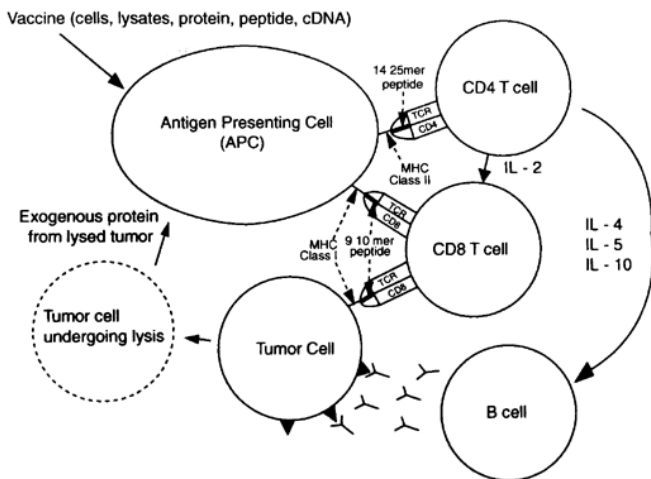 Vaccine (cells, lysates, protein, peptide, cDNA)
14 25mer
peptide
CD4 T cell
TCR
CD4
Antigen Presenting Cell
(APC)
MHC
Class II
IL - 2
TCR
CD8
Exogenous protein
from lysed tumor
MHC
Class I
9 10 mer
peptide
CD8 T cell
IL - 4
IL - 5
IL - 10
TCR
CD8
Tumor cell
undergoing lysis
Tumor Cell
B cell